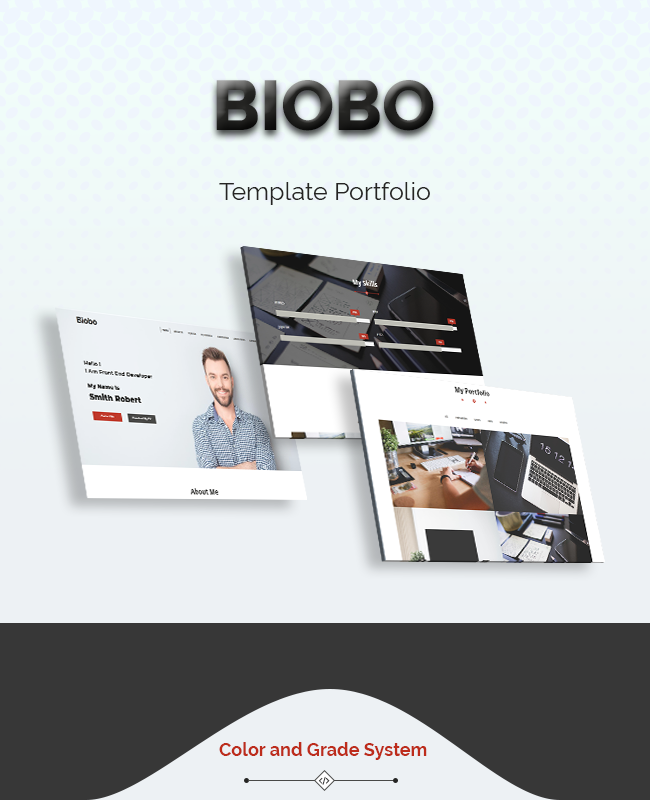 BIOBO
Template Portfolio
My Skills
Biobo
Hello !
I Am Front End Developer
My Name Is
Smith Robert
About Me
My Portfolio
Color and Grade System
</>